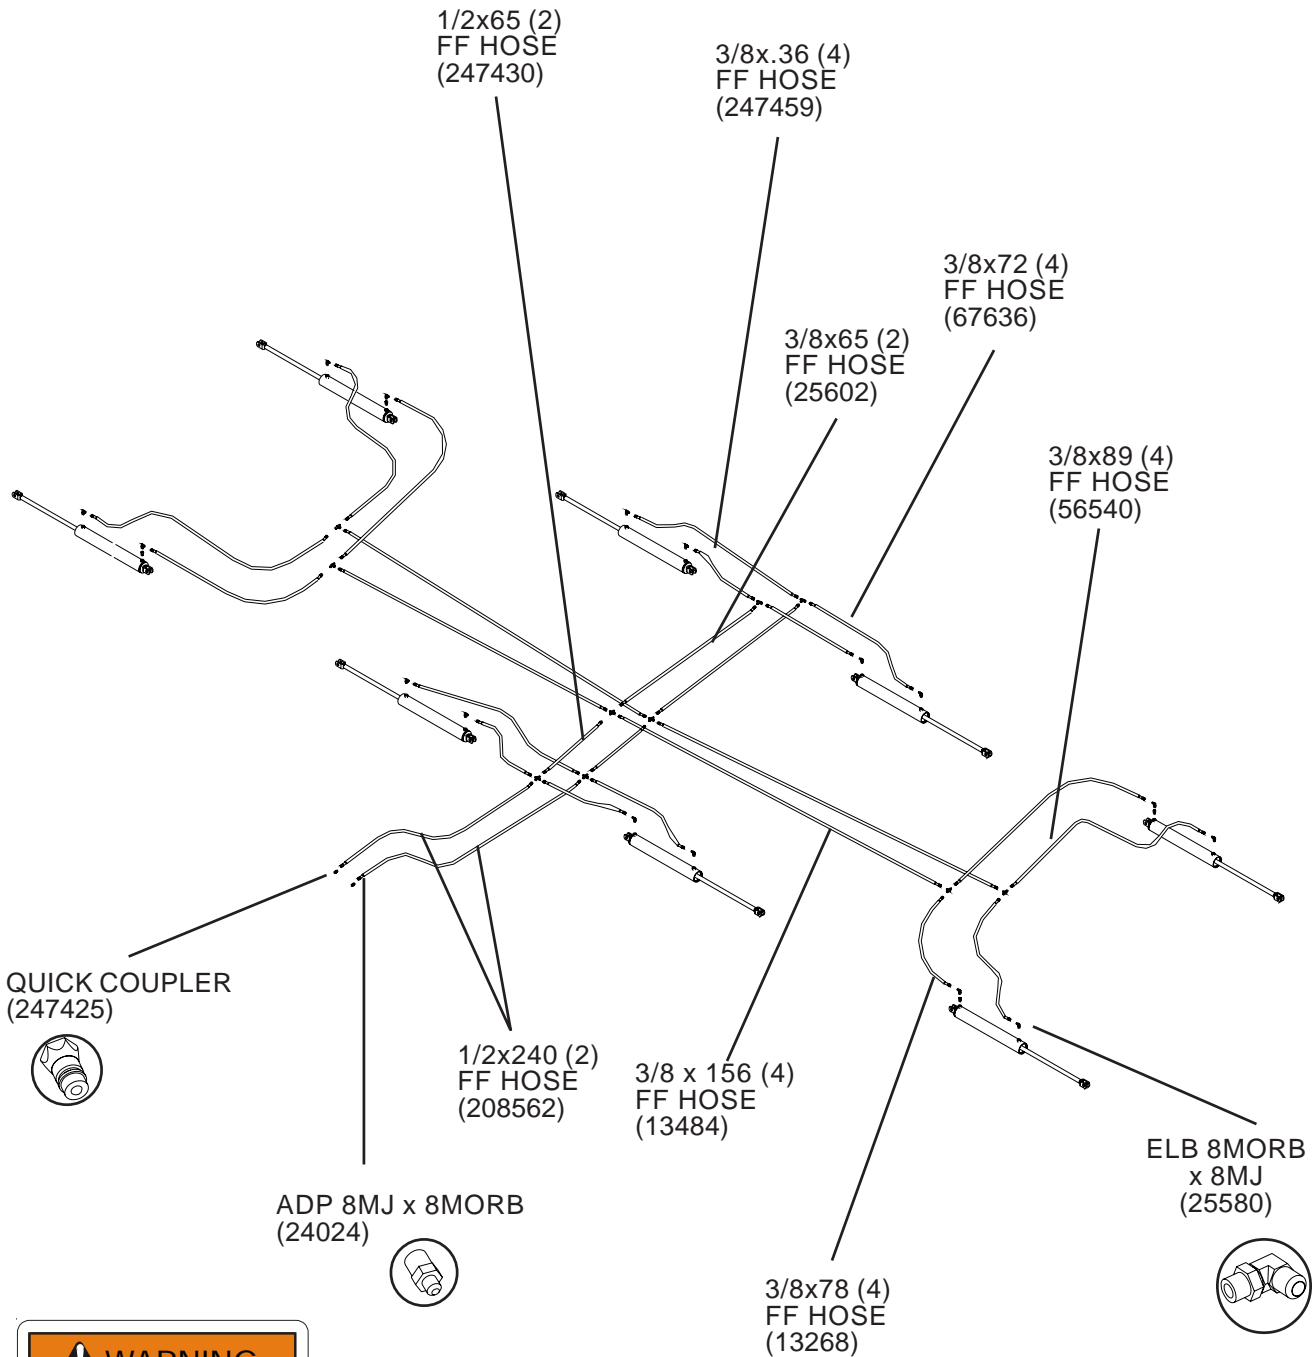 1/2x65 (2)
FF HOSE
(247430)
3/8x.36 (4)
FF HOSE
(247459)
3/8x72 (4)
FF HOSE
(67636)
3/8x65 (2)
FF HOSE
(25602)
3/8x89 (4)
FF HOSE
(56540)
QUICK COUPLER
(247425)
1/2x240 (2)
FF HOSE
(208562)
3/8 x 156 (4)
FF HOSE
(13484)
ELB 8MORB
x 8MJ
(25580)
ADP 8MJ x 8MORB
(24024)
3/8x78 (4)
FF HOSE
(13268)
WARNING